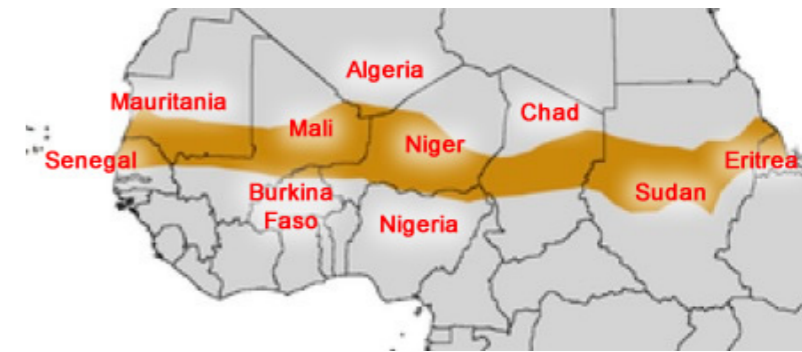 Algeria
Mauritania
Chad
Mali
Niger
Senegal
Eritrea
Burkina
Faso
Sudan
Nigeria